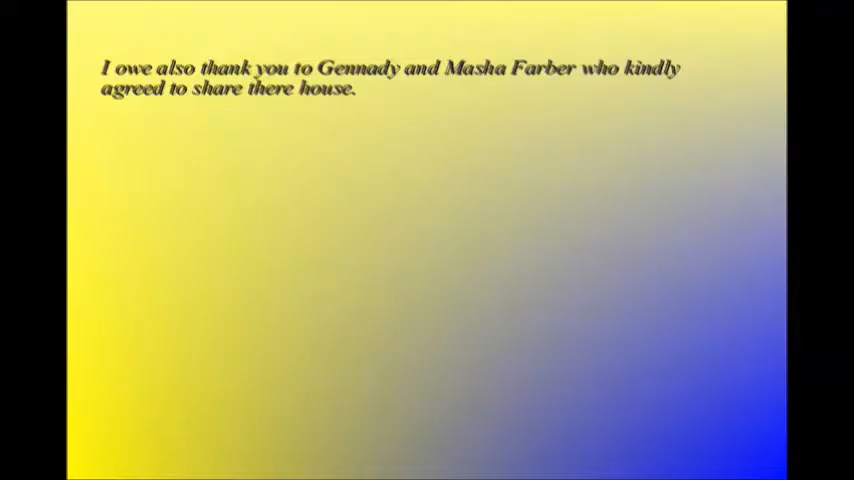 I owe also thank you to Gennady and Masha Farber who kindly
agreed to share there house.